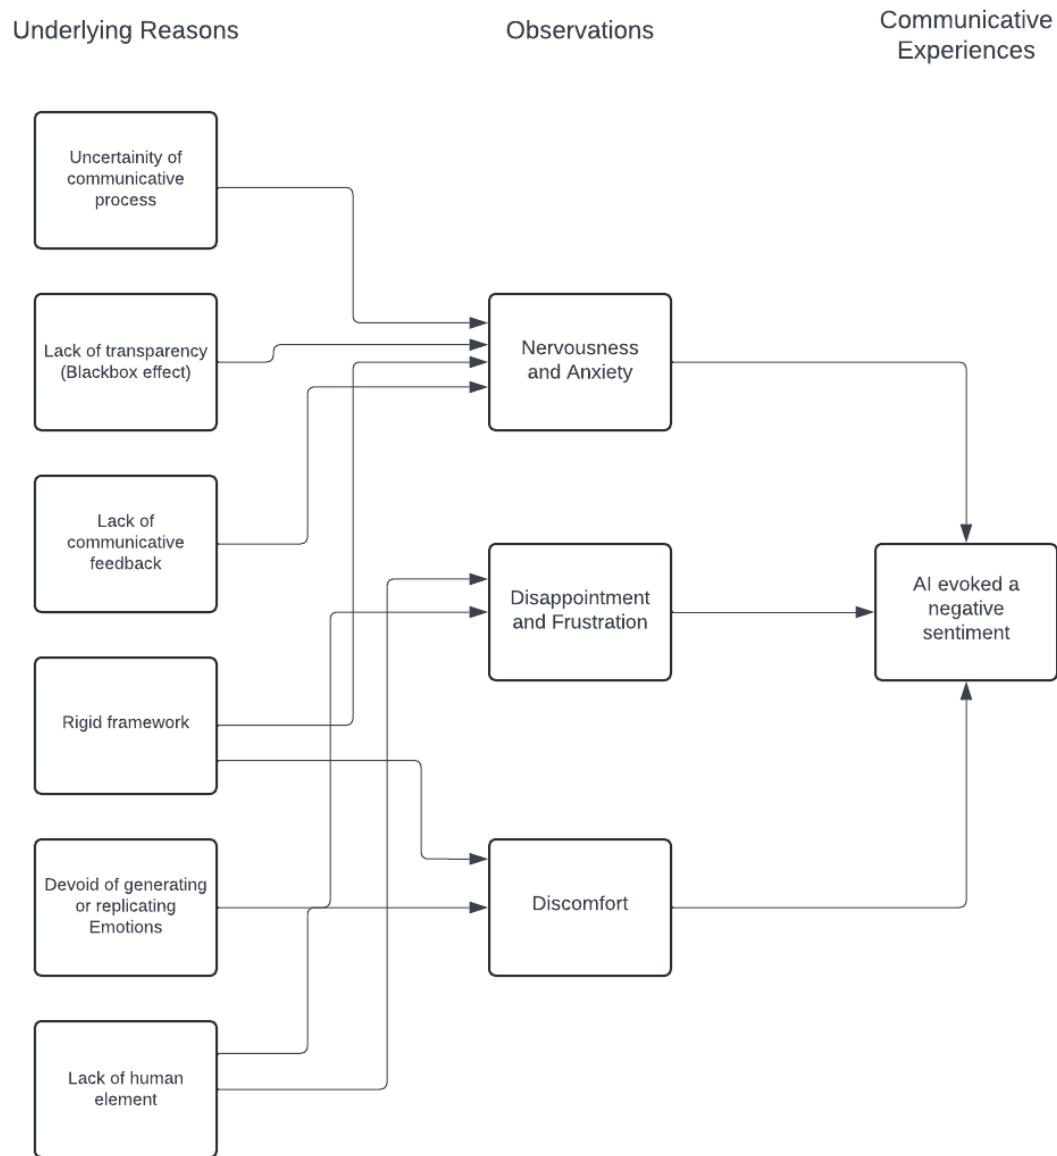 Underlying Reasons
Observations
Communicative
Experiences
Uncertainity of
communicative
process
Lack of transparency
(Blackbox effect)
Nervousness
and Anxiety
Lack of
communicative
feedback
Disappointment
and Frustration
AI evoked a
negative
sentiment
Rigid framework
Devoid of generating
or replicating
Emotions
Discomfort
Lack of human
element